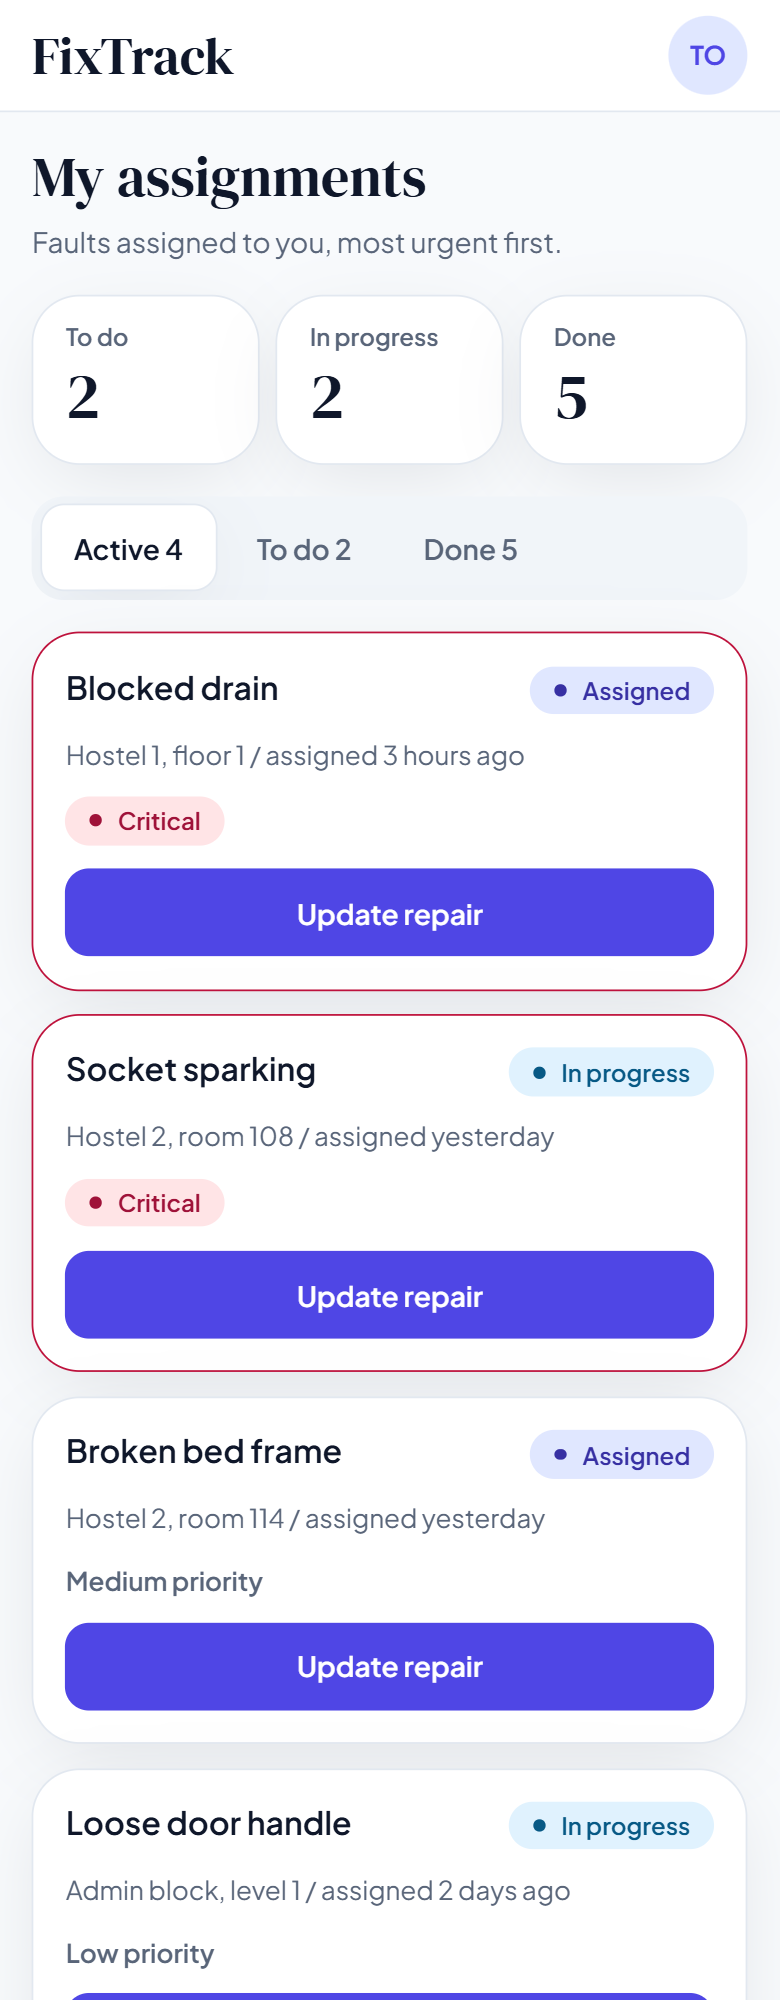 FixTrack
TO
My assignments
Faults assigned to you, most urgent first.
To do
2
In progress
2
Done
5
Active 4
To do 2
Done 5
Blocked drain
Assigned
Hostel 1, floor 1 / assigned 3 hours ago
Critical
Update repair
Socket sparking
In progress
Hostel 2, room 108 / assigned yesterday
Critical
Update repair
Broken bed frame
Assigned
Hostel 2, room 114 / assigned yesterday
Medium priority
Update repair
Loose door handle
In progress
Admin block, level 1 / assigned 2 days ago
Low priority